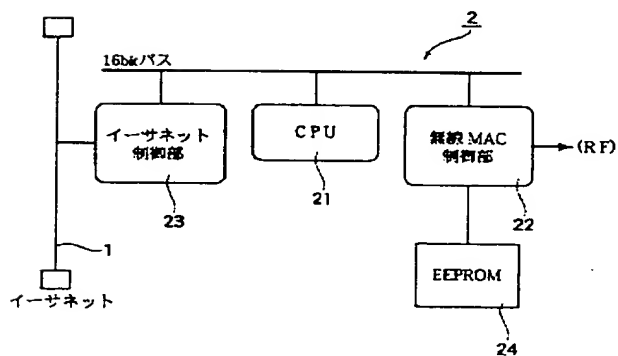 2
16bitバス
イーサネット
制御部
CPU
無線MAC
制御部
(RF)
23
21
22
1
イーサネット
EEPROM
24